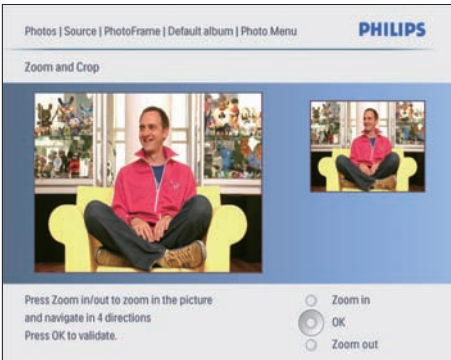 Photos | Source | PhotoFrame | Default album | Photo Menu
PHILIPS
Zoom and Crop
Press Zoom in/out to zoom in the picture
and navigate in 4 directions
Press OK to validate.
Zoom in
OK
Zoom out